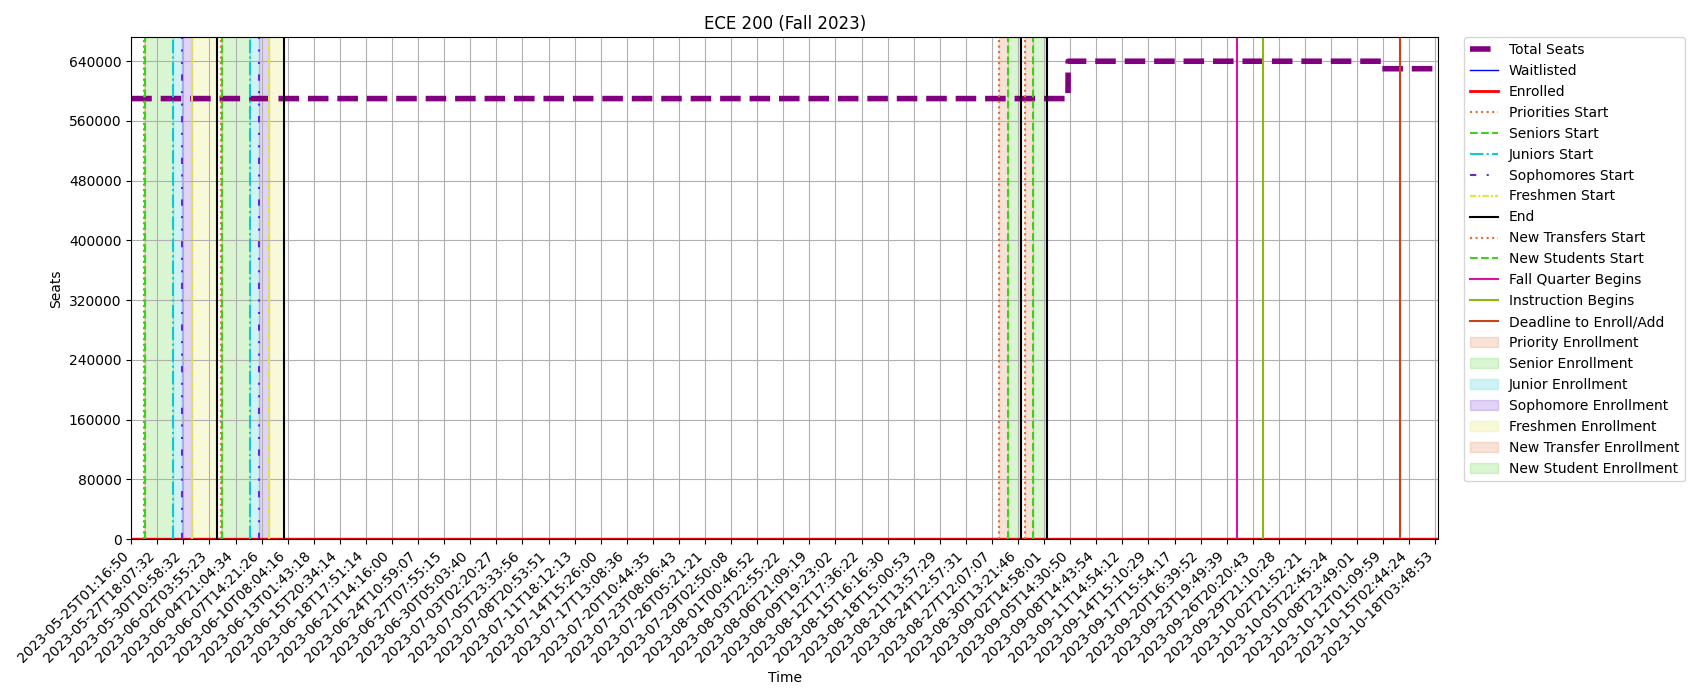 ECE 200 (Fall 2023)
Seats
640000
560000
480000
400000
320000
240000
160000
80000
0
2023-05-25T01:16:50
2023-05-27T18:07:32
2023-05-30T10:58:32
2023-06-02T03:55:23
2023-06-04T21:04:34
2023-06-07T14:21:26
2023-06-10T08:04:16
2023-06-13T01:43:18
2023-06-15T20:34:14
2023-06-18T17:51:14
2023-06-21T14:16:00
2023-06-24T10:59:07
2023-06-27T07:55:15
2023-06-30T05:03:40
2023-07-03T02:20:27
2023-07-05T23:33:56
2023-07-08T20:53:51
2023-07-11T18:12:13
2023-07-14T15:26:00
2023-07-17T13:08:36
2023-07-20T10:44:35
2023-07-23T08:06:43
2023-07-26T05:21:21
2023-07-29T02:50:08
2023-08-01T00:46:52
2023-08-03T22:55:22
2023-08-06T21:09:19
2023-08-09T19:23:02
2023-08-12T17:36:22
2023-08-15T16:16:30
2023-08-18T15:00:53
2023-08-21T13:57:29
2023-08-24T12:57:31
2023-08-27T12:07:07
2023-08-30T13:21:46
2023-09-02T14:58:01
2023-09-05T14:30:50
2023-09-08T14:43:54
2023-09-11T14:54:12
2023-09-14T15:10:29
2023-09-17T15:54:17
2023-09-20T16:39:52
2023-09-23T19:49:39
2023-09-26T20:20:43
2023-09-29T21:10:28
2023-10-02T21:52:21
2023-10-05T22:45:24
2023-10-08T23:49:01
2023-10-12T01:09:59
2023-10-15T02:44:24
2023-10-18T03:48:53
Time
Total Seats
Waitlisted
Enrolled
Priorities Start
Seniors Start
Juniors Start
Sophomores Start
Freshmen Start
End
New Transfers Start
New Students Start
Fall Quarter Begins
Instruction Begins
Deadline to Enroll/Add
Priority Enrollment
Senior Enrollment
Junior Enrollment
Sophomore Enrollment
Freshmen Enrollment
New Transfer Enrollment
New Student Enrollment